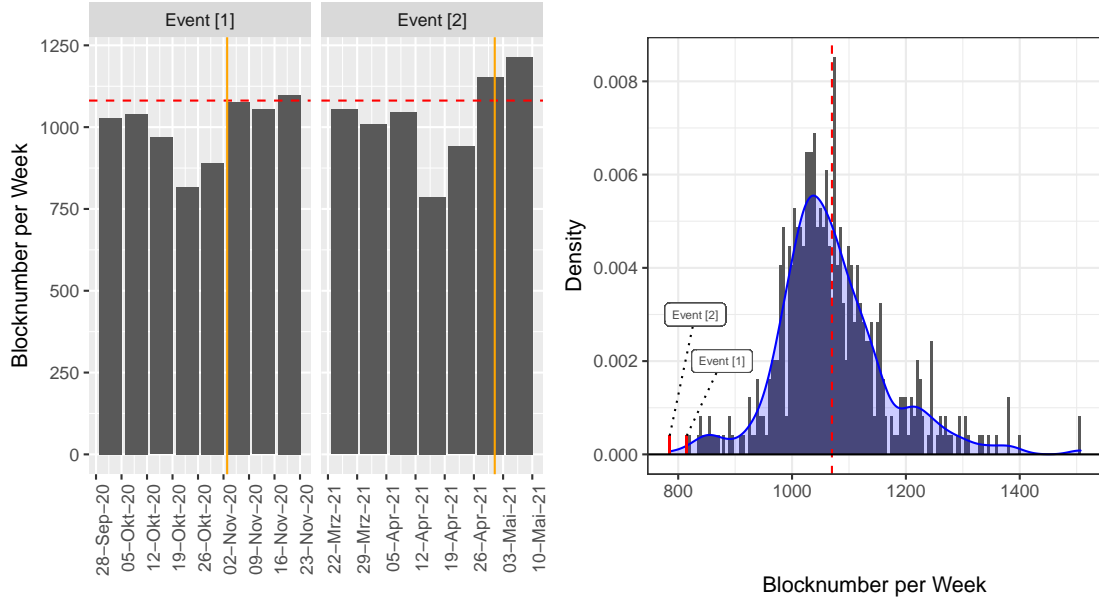 Event [1]
Event [2]
Blocknumber per Week
1250
1000
750
500
250
0
28−Sep−20
05−Okt−20
12−Okt−20
19−Okt−20
26−Okt−20
02−Nov−20
09−Nov−20
16−Nov−20
23−Nov−20
22−Mrz−21
29−Mrz−21
05−Apr−21
12−Apr−21
19−Apr−21
26−Apr−21
03−Mai−21
10−Mai−21
Density
0.008
0.006
0.004
0.002
0.000
Event [2]
Event [1]
800
1000
1200
1400
Blocknumber per Week